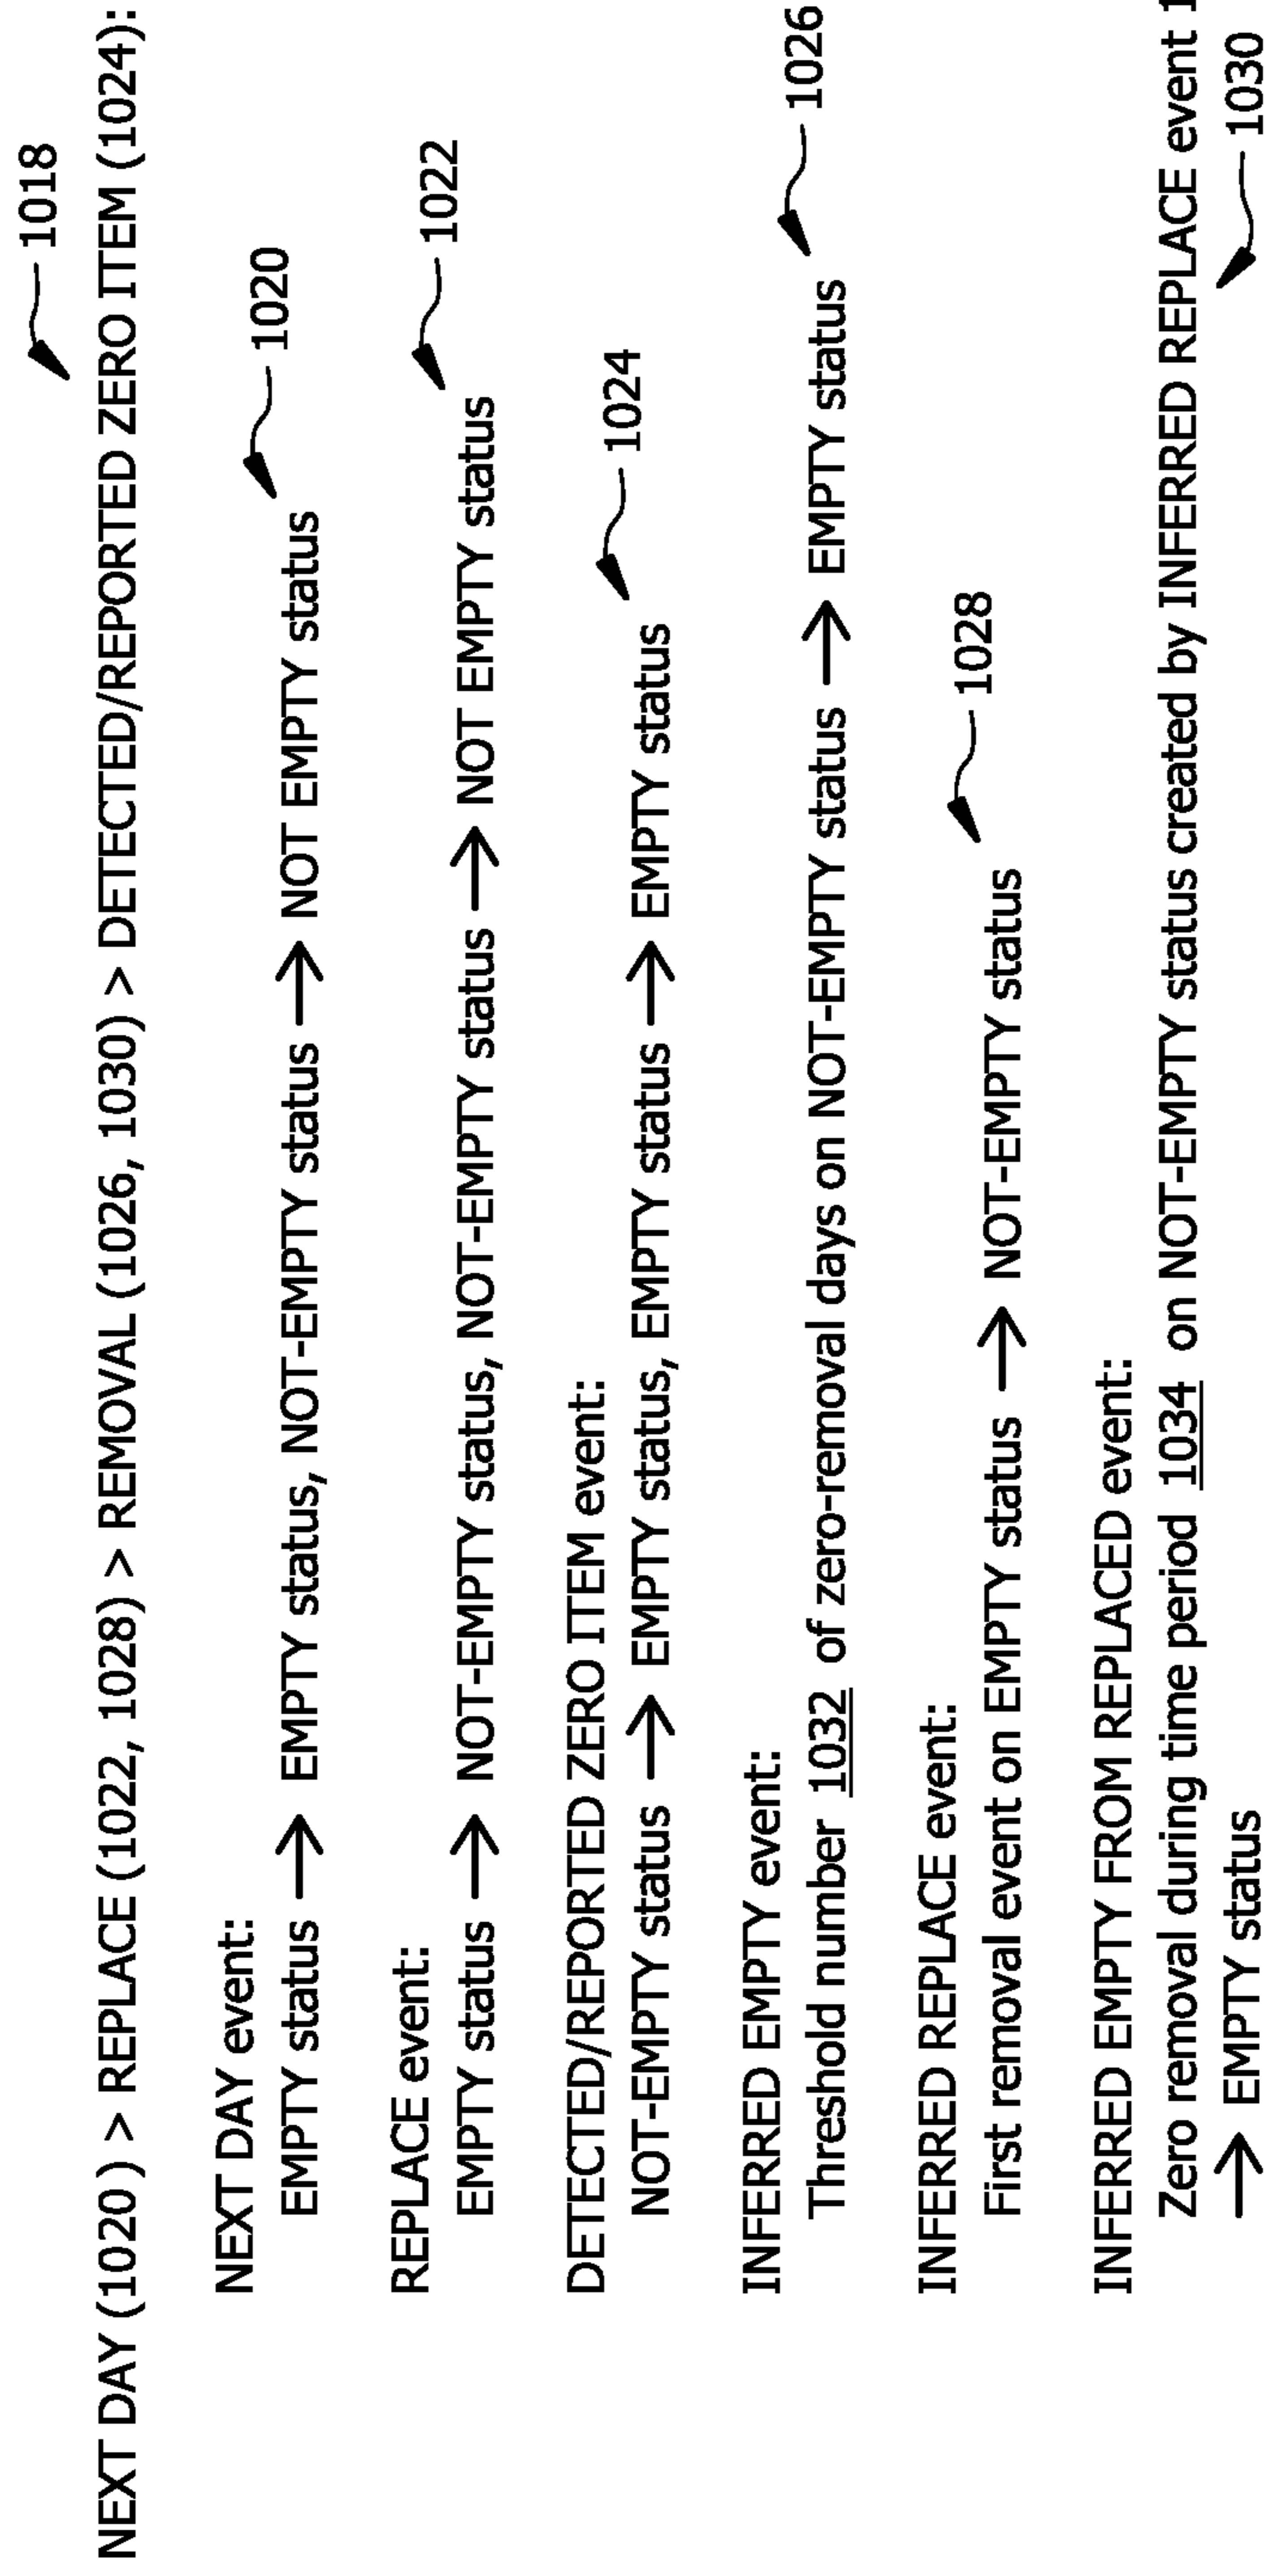 1018
NEXT DAY (1020) > REPLACE (1022, 1028) > REMOVAL (1026, 1030) > DETECTED/REPORTED ZERO ITEM (1024):
NEXT DAY event:
EMPTY status → EMPTY status, NOT-EMPTY status → NOT EMPTY status
1020
REPLACE event:
EMPTY status → NOT-EMPTY status, NOT-EMPTY status → NOT EMPTY status
1022
DETECTED/REPORTED ZERO ITEM event:
NOT-EMPTY status → EMPTY status, EMPTY status → EMPTY status
1024
INFERRED EMPTY event:
Threshold number 1032 of zero-removal days on NOT-EMPTY status → EMPTY status
1026
INFERRED REPLACE event:
First removal event on EMPTY status → NOT-EMPTY status
1028
INFERRED EMPTY FROM REPLACED event:
Zero removal during time period 1034 on NOT-EMPTY status created by INFERRED REPLACE event
→ EMPTY status
1030